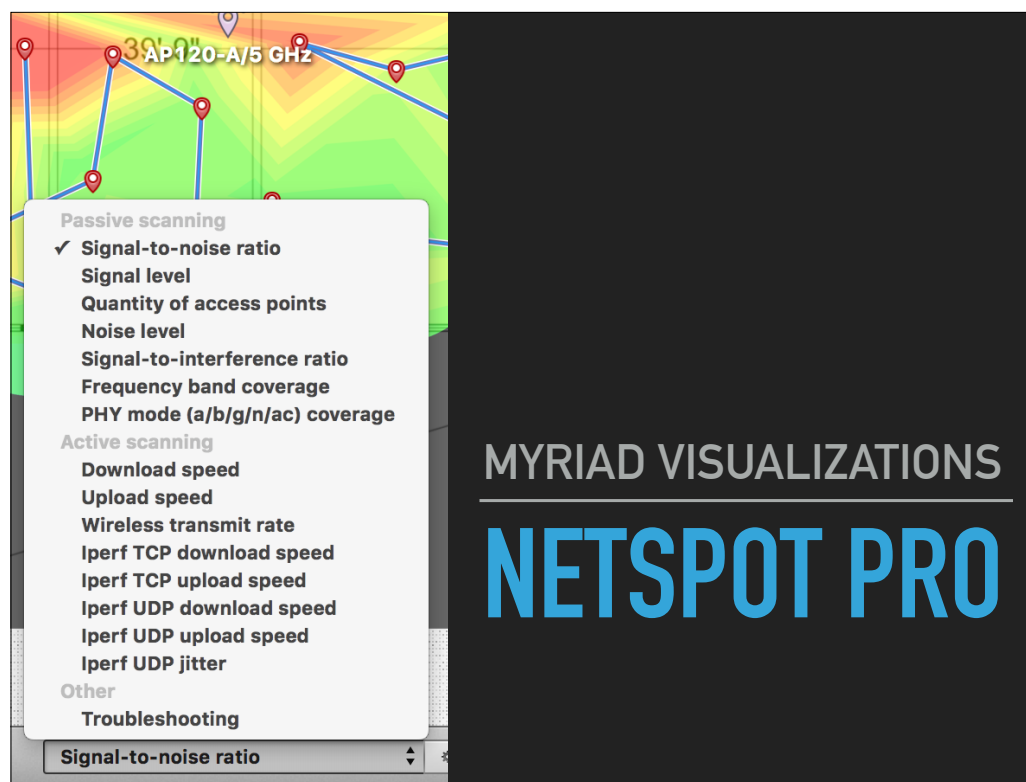 39'-9"
AP120-A/5 GHz
Passive scanning
✓ Signal-to-noise ratio
Signal level
Quantity of access points
Noise level
Signal-to-interference ratio
Frequency band coverage
PHY mode (a/b/g/n/ac) coverage
Active scanning
Download speed
Upload speed
Wireless transmit rate
Iperf TCP download speed
Iperf TCP upload speed
Iperf UDP download speed
Iperf UDP upload speed
Iperf UDP jitter
Other
Troubleshooting
Signal-to-noise ratio
MYRIAD VISUALIZATIONS
NETSPOT PRO